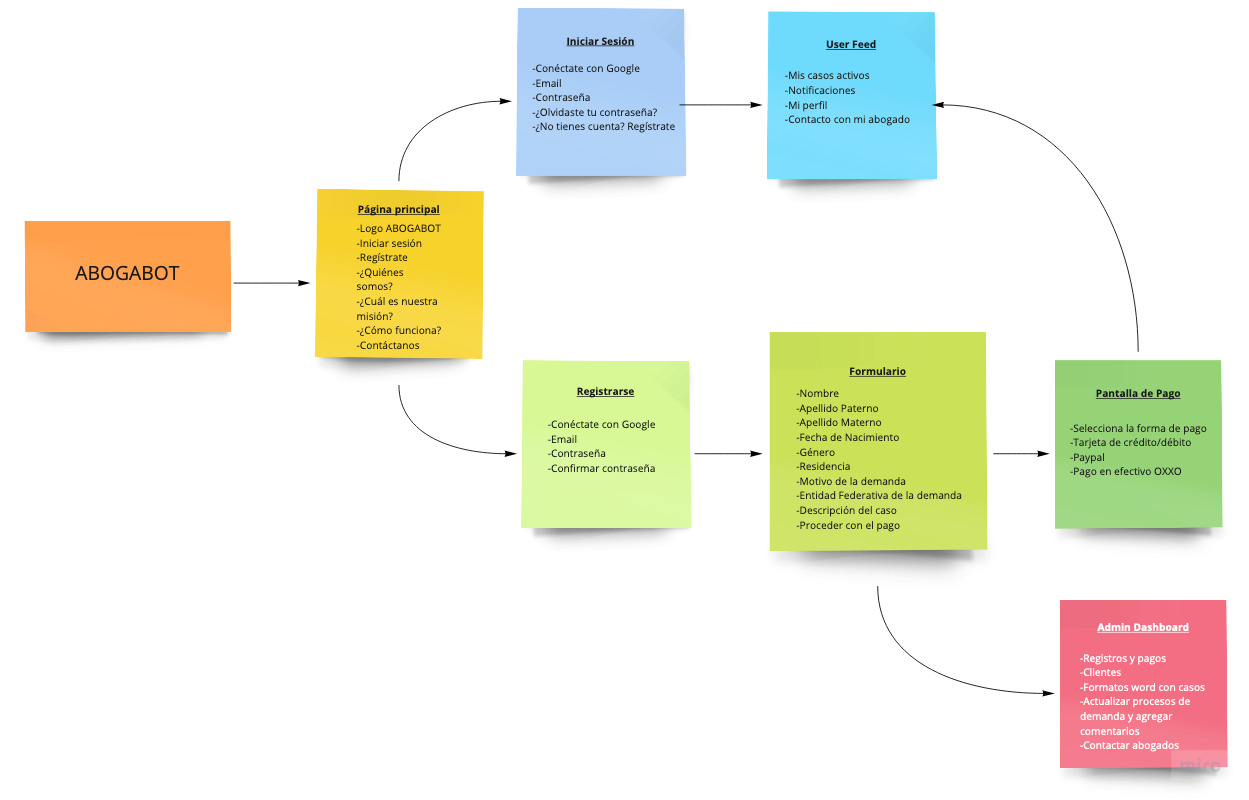 ABOGABOT
Página principal
-Logo ABOGABOT
-Iniciar sesión
-Regístrate
-¿Quiénes
somos?
-¿Cuál es nuestra
misión?
-¿Cómo funciona?
-Contáctanos
Iniciar Sesión
-Conéctate con Google
-Email
-Contraseña
-¿Olvidaste tu contraseña?
-¿No tienes cuenta? Regístrate
User Feed
-Mis casos activos
-Notificaciones
-Mi perfil
-Contacto con mi abogado
Registrarse
-Conéctate con Google
-Email
-Contraseña
-Confirmar contraseña
Formulario
-Nombre
-Apellido Paterno
-Apellido Materno
-Fecha de Nacimiento
-Género
-Residencia
-Motivo de la demanda
-Entidad Federativa de la demanda
-Descripción del caso
-Proceder con el pago
Pantalla de Pago
-Selecciona la forma de pago
-Tarjeta de crédito/débito
-Paypal
-Pago en efectivo OXXO
Admin Dashboard
-Registros y pagos
-Clientes
-Formatos word con casos
-Actualizar procesos de
demanda y agregar
comentarios
-Contactar abogados
miro